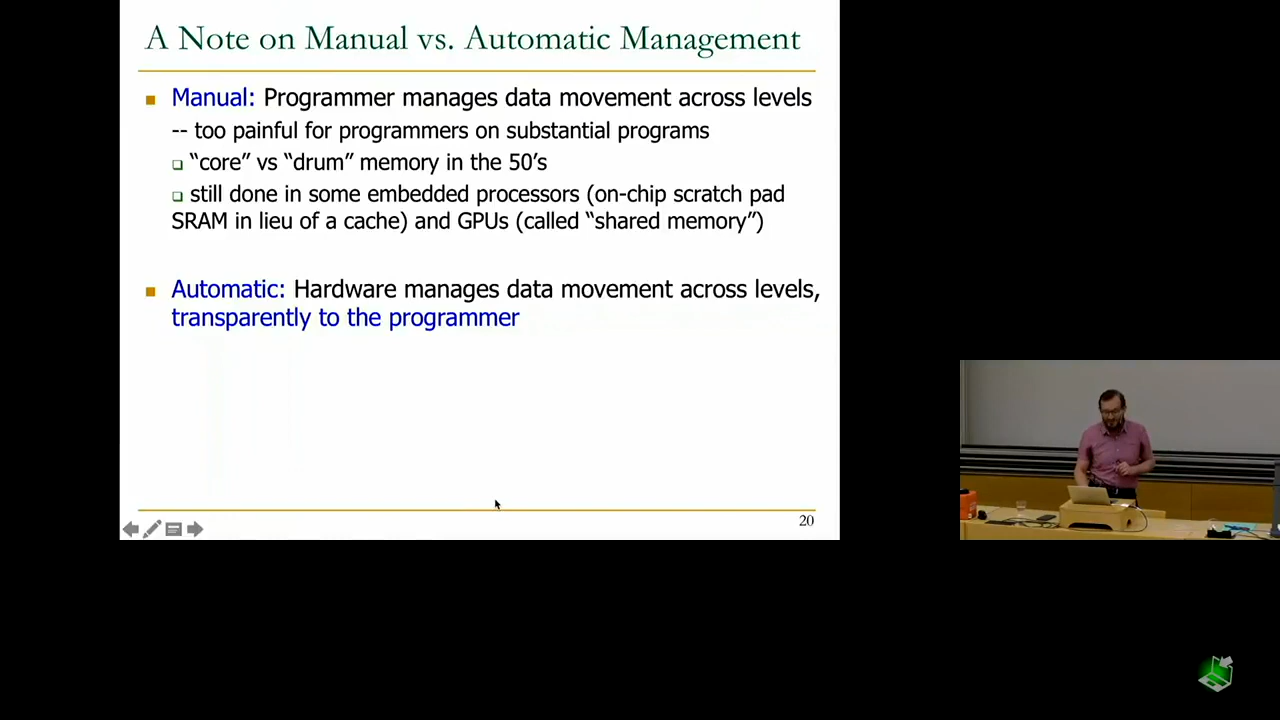 A Note on Manual vs. Automatic Management
Manual: Programmer manages data movement across levels
-- too painful for programmers on substantial programs
“core” vs “drum” memory in the 50’s
still done in some embedded processors (on-chip scratch pad
SRAM in lieu of a cache) and GPUs (called “shared memory”)
Automatic: Hardware manages data movement across levels,
transparently to the programmer
20